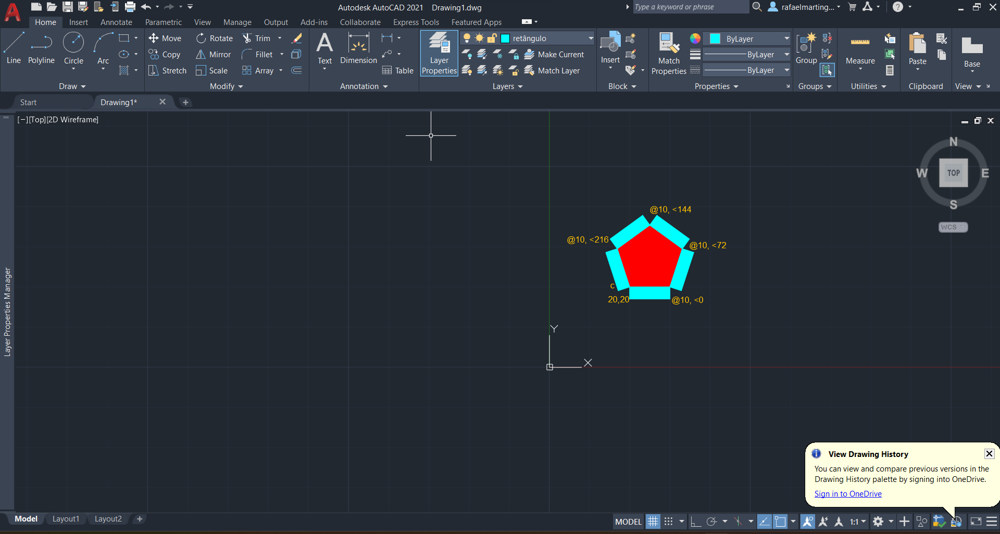 Autodesk AutoCAD 2021 Drawing1.dwg
Type a keyword or phrase
rafaelmarting...
Home Insert Annotate Parametric View Manage Output Add-ins Collaborate Express Tools Featured Apps
Line Polyline Circle Arc
Draw
Move Rotate Trim
Copy Mirror Fillet
Stretch Scale Array
Modify
Text Dimension Table
Annotation
Layer
Properties
retângulo
Make Current
Match Layer
Layers
Insert
Block
Match
Properties
ByLayer
ByLayer
ByLayer
Properties
Group
Groups
Measure
Utilities
Paste
Clipboard
Base
View
Start Drawing1*
[−][Top][2D Wireframe]
N
W TOP E
S
WCS
@10, <144
@10, <216
@10, <72
c
20,20
@10, <0
Y
X
Layer Properties Manager
View Drawing History
You can view and compare previous versions in the
Drawing History palette by signing into OneDrive.
Sign in to OneDrive
Model Layout1 Layout2
MODEL 1:1